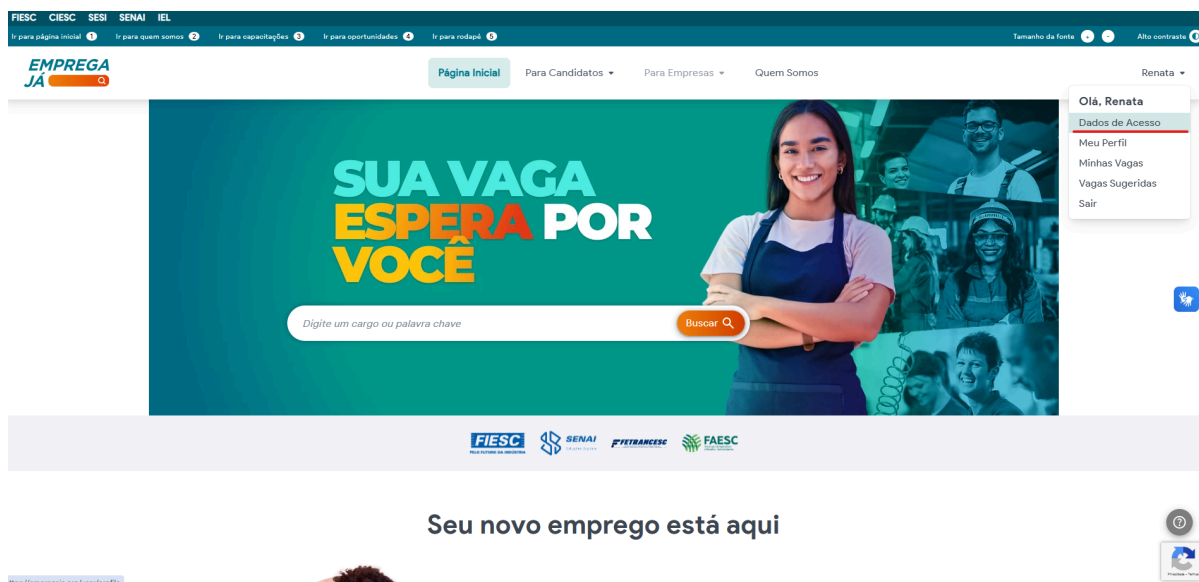 FIESC CIESC SESI SENAI IEL
Ir para página inicial 1 Ir para quem somos 2 Ir para capacitações 3 Ir para oportunidades 4 Ir para rodapé 5 Tamanho da fonte + - Alto contraste
EMPREGA
JÁ
Página Inicial Para Candidatos Para Empresas Quem Somos Renata
Olá, Renata
Dados de Acesso
Meu Perfil
Minhas Vagas
Vagas Sugeridas
Sair
SUA VAGA
ESPERA POR
VOCÊ
Digite um cargo ou palavra chave Buscar
FIESC SENAI FETRANCESC FAESC
PELO FUTURO DA INDÚSTRIA
Seu novo emprego está aqui